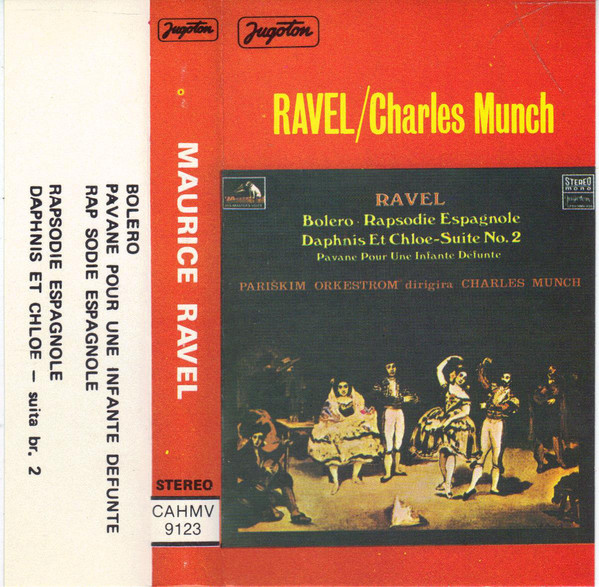 BOLERO
PAVANE POUR UNE INFANTE DEFUNTE
RAP SODIE ESPAGNOLE
RAPSODIE ESPAGNOLE
DAPHNIS ET CHLOE — suita br. 2
Jugoton
MAURICE RAVEL
STEREO
CAHMV
9123
Jugoton
RAVEL/Charles Munch
STEREO
mono
RAVEL
Bolero · Rapsodie Espagnole
Daphnis Et Chloe-Suite No. 2
Pavane Pour Une Infante Defunte
PARIŠKIM ORKESTROM dirigira CHARLES MUNCH